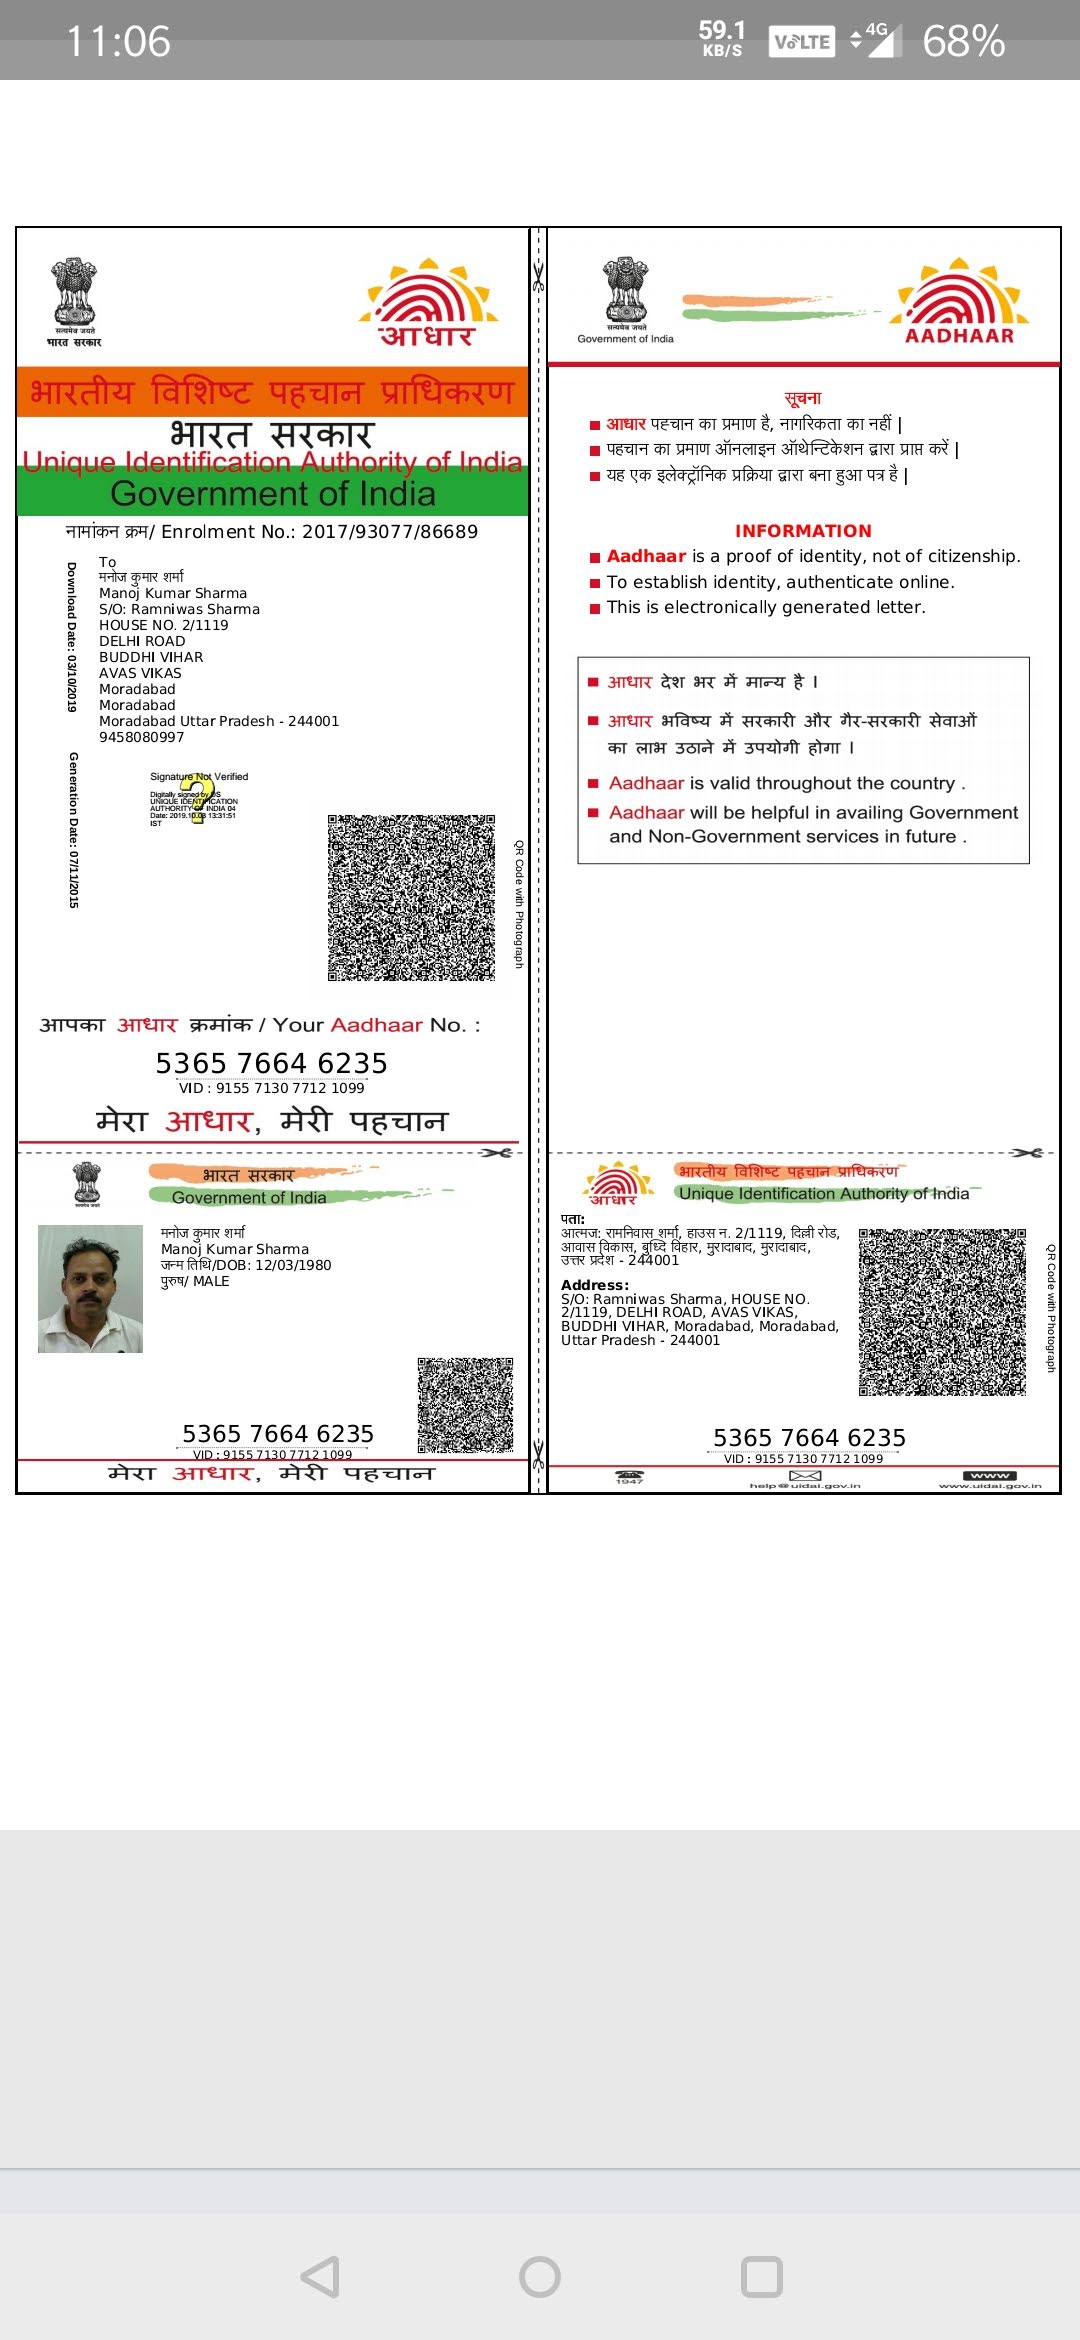 11:06
59.1 KB/S VoLTE 4G 68%
सत्यमेव जयते
भारत सरकार
आधार
भारतीय विशिष्ट पहचान प्राधिकरण
भारत सरकार
Unique Identification Authority of India
Government of India
नामांकन क्रम/ Enrolment No.: 2017/93077/86689
Download Date: 03/10/2019
Generation Date: 07/11/2015
To
मनोज कुमार शर्मा
Manoj Kumar Sharma
S/O: Ramniwas Sharma
HOUSE NO. 2/1119
DELHI ROAD
BUDDHI VIHAR
AVAS VIKAS
Moradabad
Moradabad
Moradabad Uttar Pradesh - 244001
9458080997
Signature Not Verified
Digitally signed by DS
UNIQUE IDENTIFICATION
AUTHORITY OF INDIA 04
Date: 2019.10.03 13:31:51
IST
QR Code with Photograph
आपका आधार क्रमांक / Your Aadhaar No. :
5365 7664 6235
VID : 9155 7130 7712 1099
मेरा आधार, मेरी पहचान
भारत सरकार
Government of India
मनोज कुमार शर्मा
Manoj Kumar Sharma
जन्म तिथि/DOB: 12/03/1980
पुरुष/ MALE
5365 7664 6235
VID : 9155 7130 7712 1099
मेरा आधार, मेरी पहचान
सत्यमेव जयते
Government of India
AADHAAR
सूचना
आधार पहचान का प्रमाण है, नागरिकता का नहीं |
पहचान का प्रमाण ऑनलाइन ऑथेन्टिकेशन द्वारा प्राप्त करें |
यह एक इलेक्ट्रॉनिक प्रक्रिया द्वारा बना हुआ पत्र है |
INFORMATION
Aadhaar is a proof of identity, not of citizenship.
To establish identity, authenticate online.
This is electronically generated letter.
आधार देश भर में मान्य है ।
आधार भविष्य में सरकारी और गैर-सरकारी सेवाओं
का लाभ उठाने में उपयोगी होगा ।
Aadhaar is valid throughout the country .
Aadhaar will be helpful in availing Government
and Non-Government services in future .
आधार
भारतीय विशिष्ट पहचान प्राधिकरण
Unique Identification Authority of India
पता:
आत्मज: रामनिवास शर्मा, हाउस न. 2/1119, दिल्ली रोड,
आवास विकास, बुध्दि विहार, मुरादाबाद, मुरादाबाद,
उत्तर प्रदेश - 244001
Address:
S/O: Ramniwas Sharma, HOUSE NO.
2/1119, DELHI ROAD, AVAS VIKAS,
BUDDHI VIHAR, Moradabad, Moradabad,
Uttar Pradesh - 244001
QR Code with Photograph
5365 7664 6235
VID : 9155 7130 7712 1099
1947
help@uidai.gov.in
www
www.uidai.gov.in